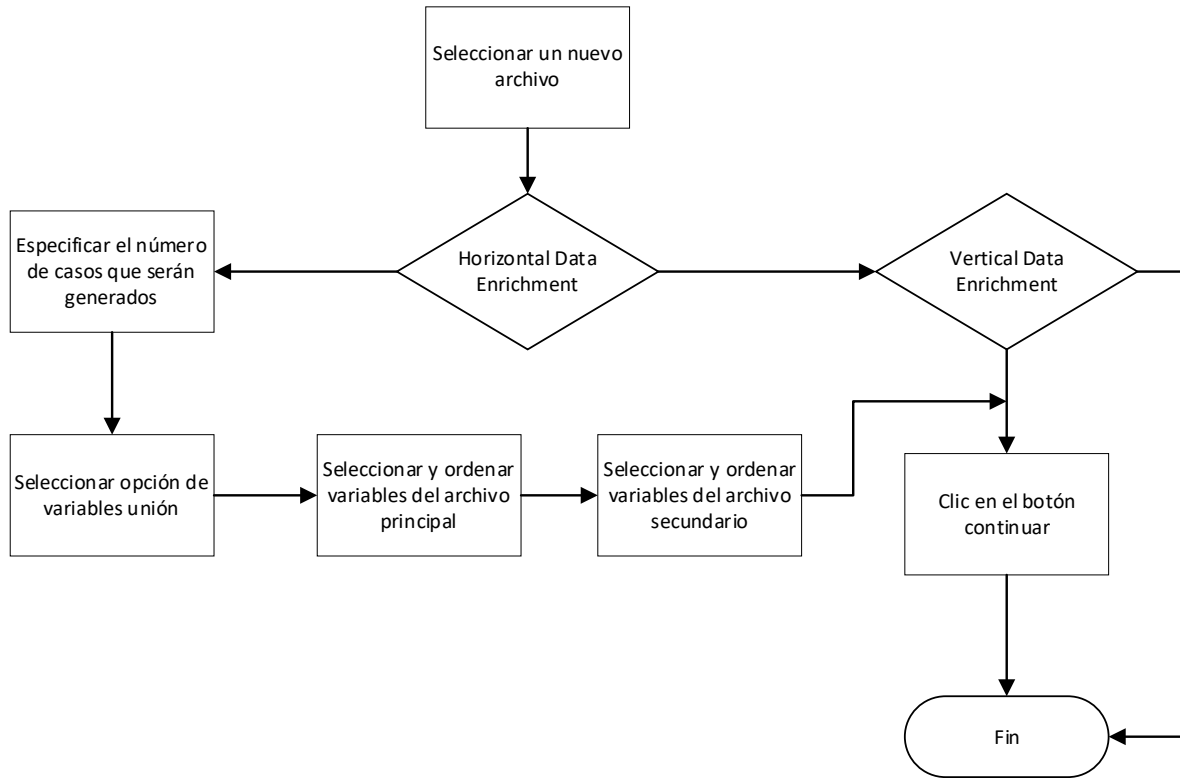 Seleccionar un nuevo
archivo
Especificar el número
de casos que serán
generados
Horizontal Data
Enrichment
Vertical Data
Enrichment
Seleccionar opción de
variables unión
Seleccionar y ordenar
variables del archivo
principal
Seleccionar y ordenar
variables del archivo
secundario
Clic en el botón
continuar
Fin